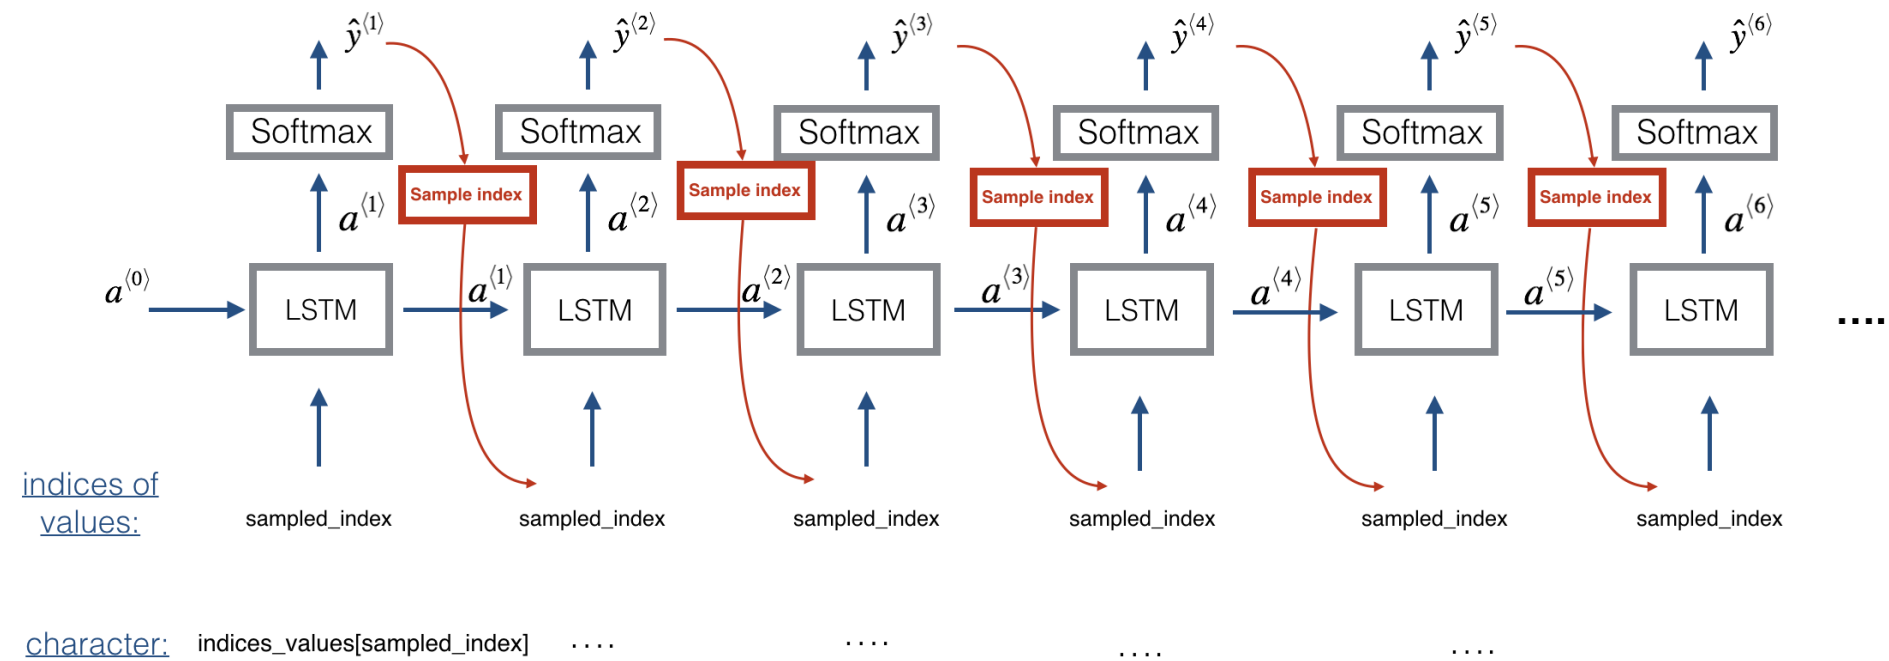 ŷ⟨1⟩ ŷ⟨2⟩ ŷ⟨3⟩ ŷ⟨4⟩ ŷ⟨5⟩ ŷ⟨6⟩
Softmax Softmax Softmax Softmax Softmax Softmax
Sample index Sample index Sample index Sample index Sample index
a⟨1⟩ a⟨2⟩ a⟨3⟩ a⟨4⟩ a⟨5⟩ a⟨6⟩
a⟨0⟩ a⟨1⟩ a⟨2⟩ a⟨3⟩ a⟨4⟩ a⟨5⟩
LSTM LSTM LSTM LSTM LSTM LSTM ....
indices of
values: sampled_index sampled_index sampled_index sampled_index sampled_index sampled_index
character: indices_values[sampled_index] .... .... .... ....